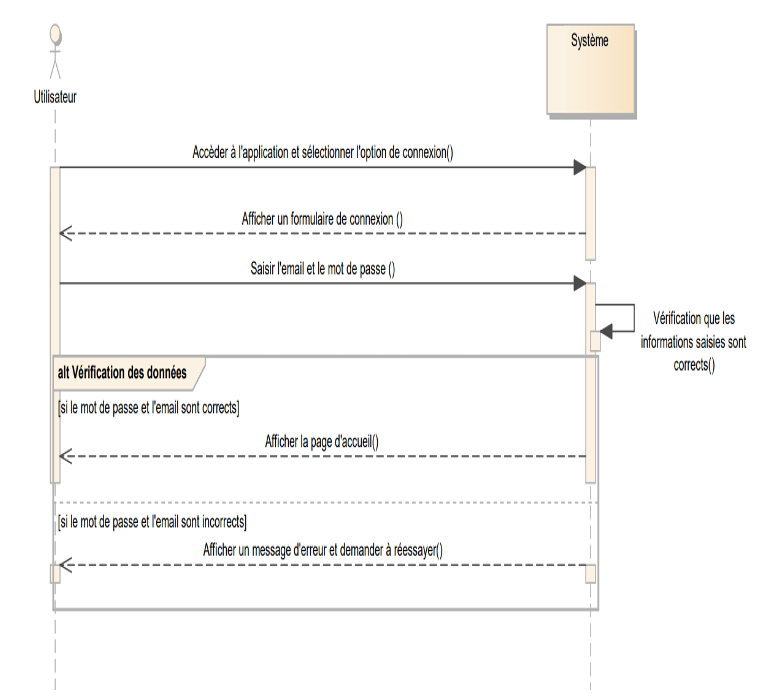 Système
Utilisateur
Accèder à l'application et sélectionner l'option de connexion()
Afficher un formulaire de connexion ()
Saisir l'email et le mot de passe ()
Vérification que les
informations saisies sont
corrects()
alt Vérification des données
[si le mot de passe et l'email sont corrects]
Afficher la page d'accueil()
[si le mot de passe et l'email sont incorrects]
Afficher un message d'erreur et demander à réessayer()